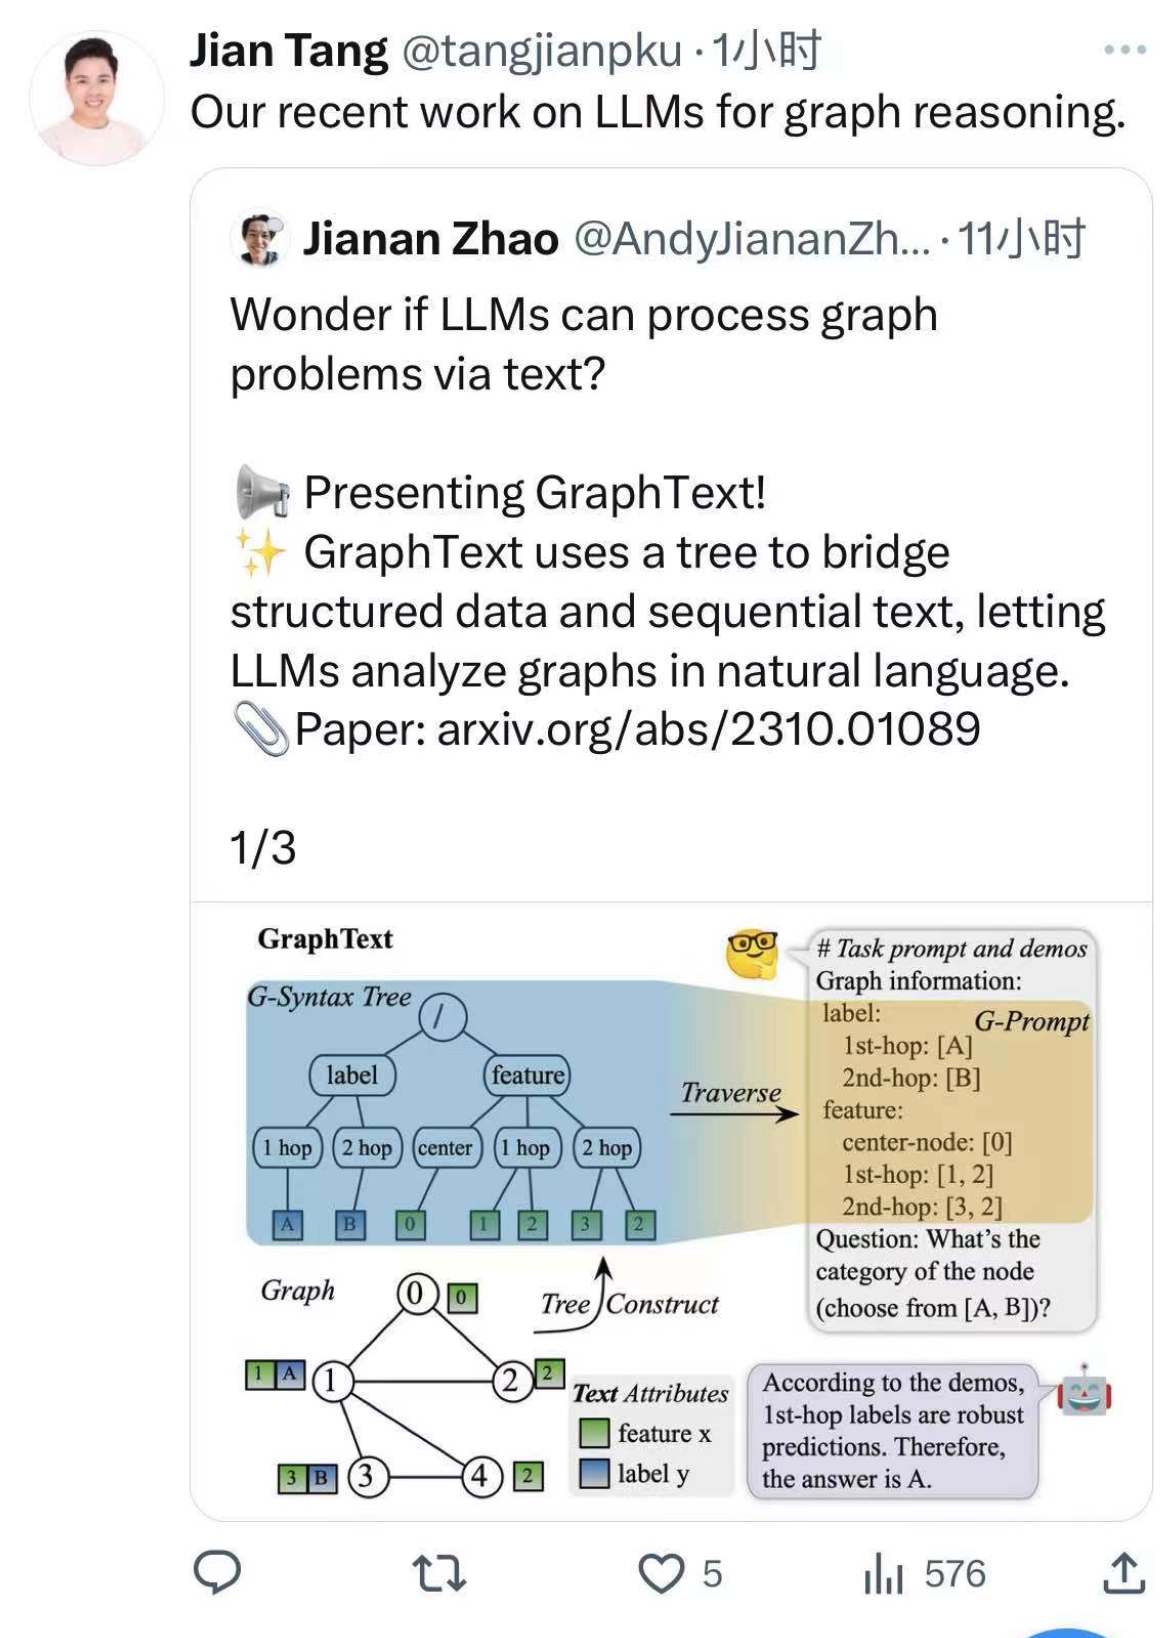 Jian Tang @tangjianpku · 1小时
Our recent work on LLMs for graph reasoning.
Jianan Zhao @AndyJiananZh... · 11小时
Wonder if LLMs can process graph
problems via text?
📢 Presenting GraphText!
✨ GraphText uses a tree to bridge
structured data and sequential text, letting
LLMs analyze graphs in natural language.
📎Paper: arxiv.org/abs/2310.01089
1/3
GraphText
G-Syntax Tree
/
label feature
1 hop 2 hop center 1 hop 2 hop
A B 0 1 2 3 2
Traverse
# Task prompt and demos
Graph information:
label:
G-Prompt
1st-hop: [A]
2nd-hop: [B]
feature:
center-node: [0]
1st-hop: [1, 2]
2nd-hop: [3, 2]
Question: What's the
category of the node
(choose from [A, B])?
Graph
0 0
Tree Construct
1 A 1 2 2
3 B 3 4 2
Text Attributes
feature x
label y
According to the demos,
1st-hop labels are robust
predictions. Therefore,
the answer is A.
5 576